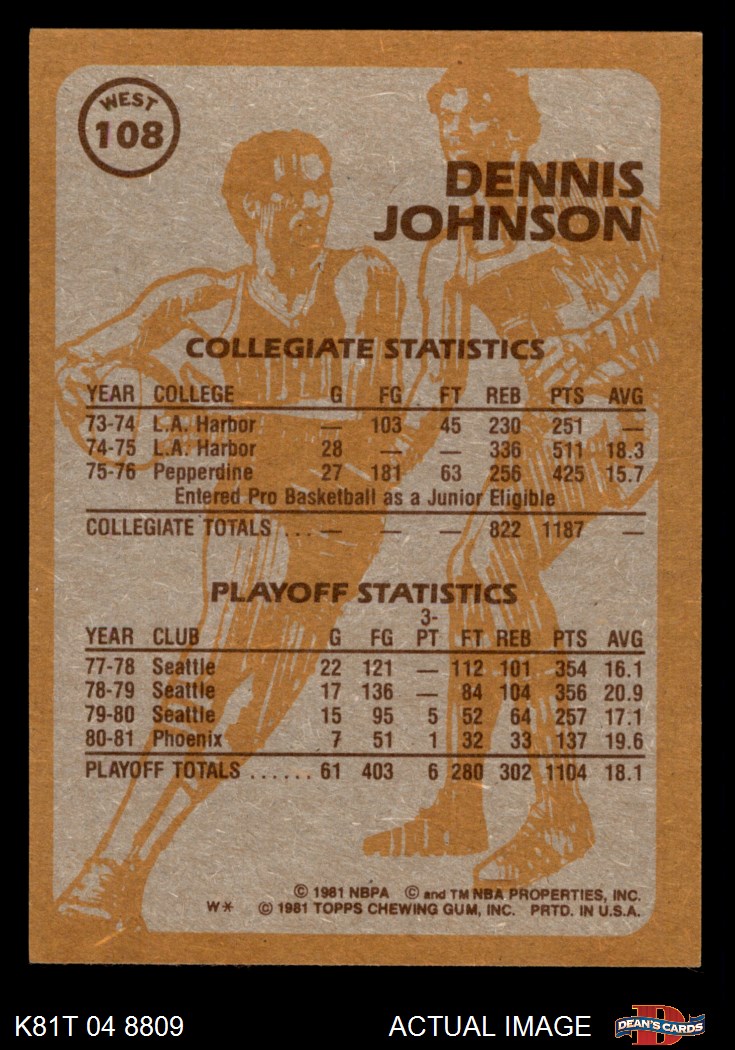 WEST
108
DENNIS
JOHNSON
COLLEGIATE STATISTICS
YEAR COLLEGE G FG FT REB PTS AVG
73-74 L.A. Harbor — 103 45 230 251 —
74-75 L.A. Harbor 28 — — 336 511 18.3
75-76 Pepperdine 27 181 63 256 425 15.7
Entered Pro Basketball as a Junior Eligible
COLLEGIATE TOTALS ... — — — 822 1187 —
PLAYOFF STATISTICS
YEAR CLUB G FG 3-PT FT REB PTS AVG
77-78 Seattle 22 121 — 112 101 354 16.1
78-79 Seattle 17 136 — 84 104 356 20.9
79-80 Seattle 15 95 5 52 64 257 17.1
80-81 Phoenix 7 51 1 32 33 137 19.6
PLAYOFF TOTALS ...... 61 403 6 280 302 1104 18.1
© 1981 NBPA © and TM NBA PROPERTIES, INC.
W* © 1981 TOPPS CHEWING GUM, INC. PRTD. IN U.S.A.
K81T 04 8809 ACTUAL IMAGE DEAN'S CARDS